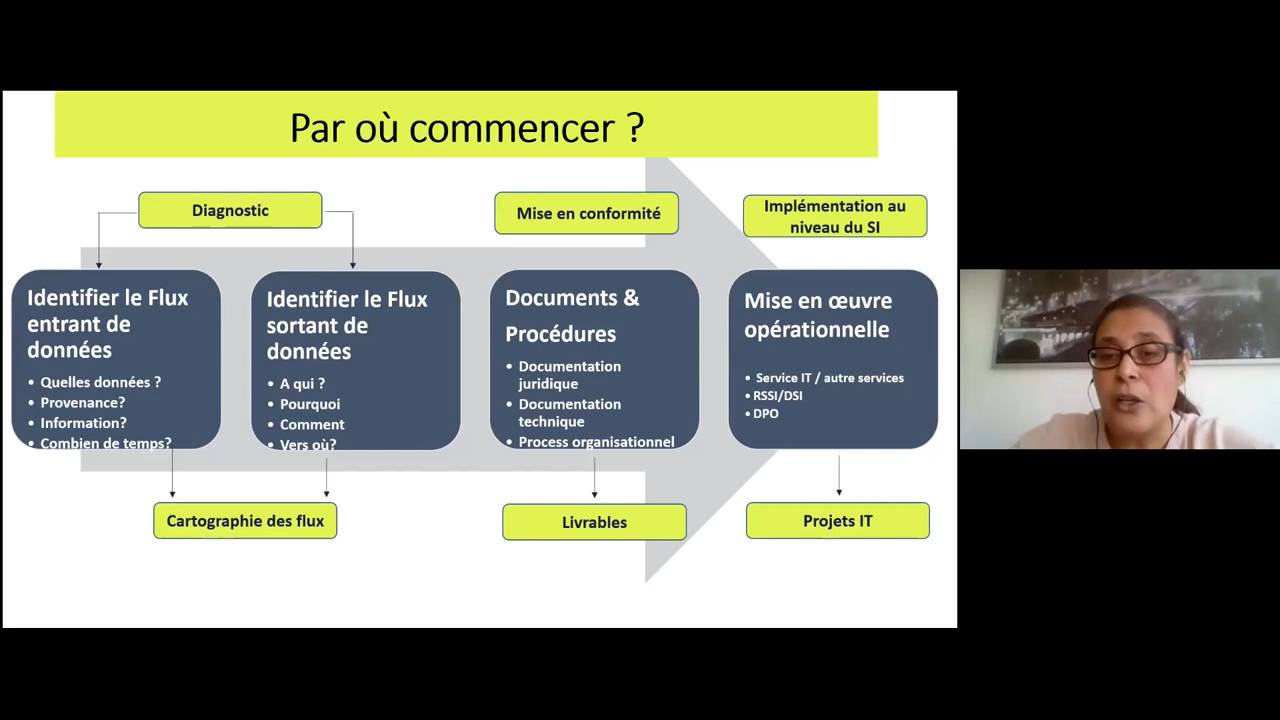 Par où commencer ?
Diagnostic
Mise en conformité
Implémentation au
niveau du SI
Identifier le Flux
entrant de
données
• Quelles données ?
• Provenance?
• Information?
• Combien de temps?
Identifier le Flux
sortant de
données
• A qui ?
• Pourquoi
• Comment
• Vers où?
Documents &
Procédures
• Documentation
juridique
• Documentation
technique
• Process organisationnel
Mise en œuvre
opérationnelle
• Service IT / autre services
• RSSI/DSI
• DPO
Cartographie des flux
Livrables
Projets IT